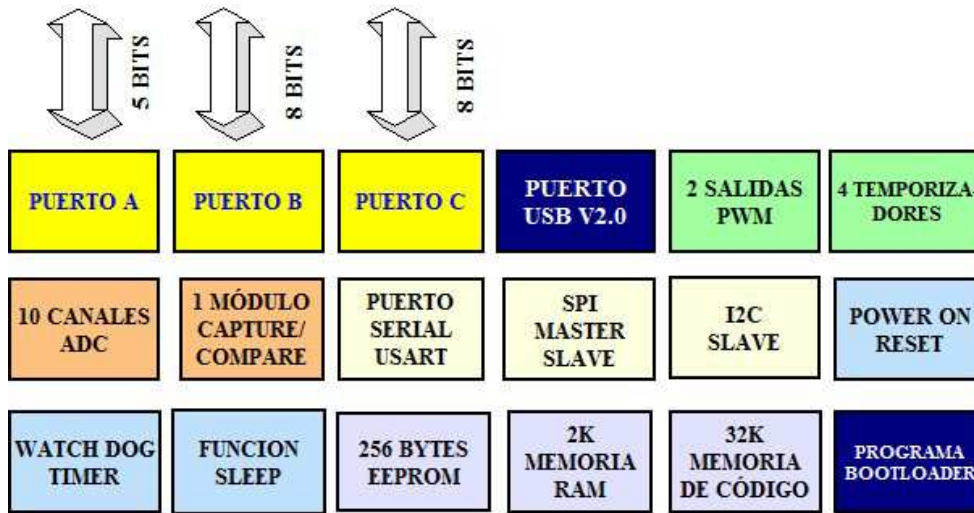 5 BITS
8 BITS
8 BITS
PUERTO A
PUERTO B
PUERTO C
PUERTO
USB V2.0
2 SALIDAS
PWM
4 TEMPORIZA-
DORES
10 CANALES
ADC
1 MÓDULO
CAPTURE/
COMPARE
PUERTO
SERIAL
USART
SPI
MASTER
SLAVE
I2C
SLAVE
POWER ON
RESET
WATCH DOG
TIMER
FUNCION
SLEEP
256 BYTES
EEPROM
2K
MEMORIA
RAM
32K
MEMORIA
DE CÓDIGO
PROGRAMA
BOOTLOADER